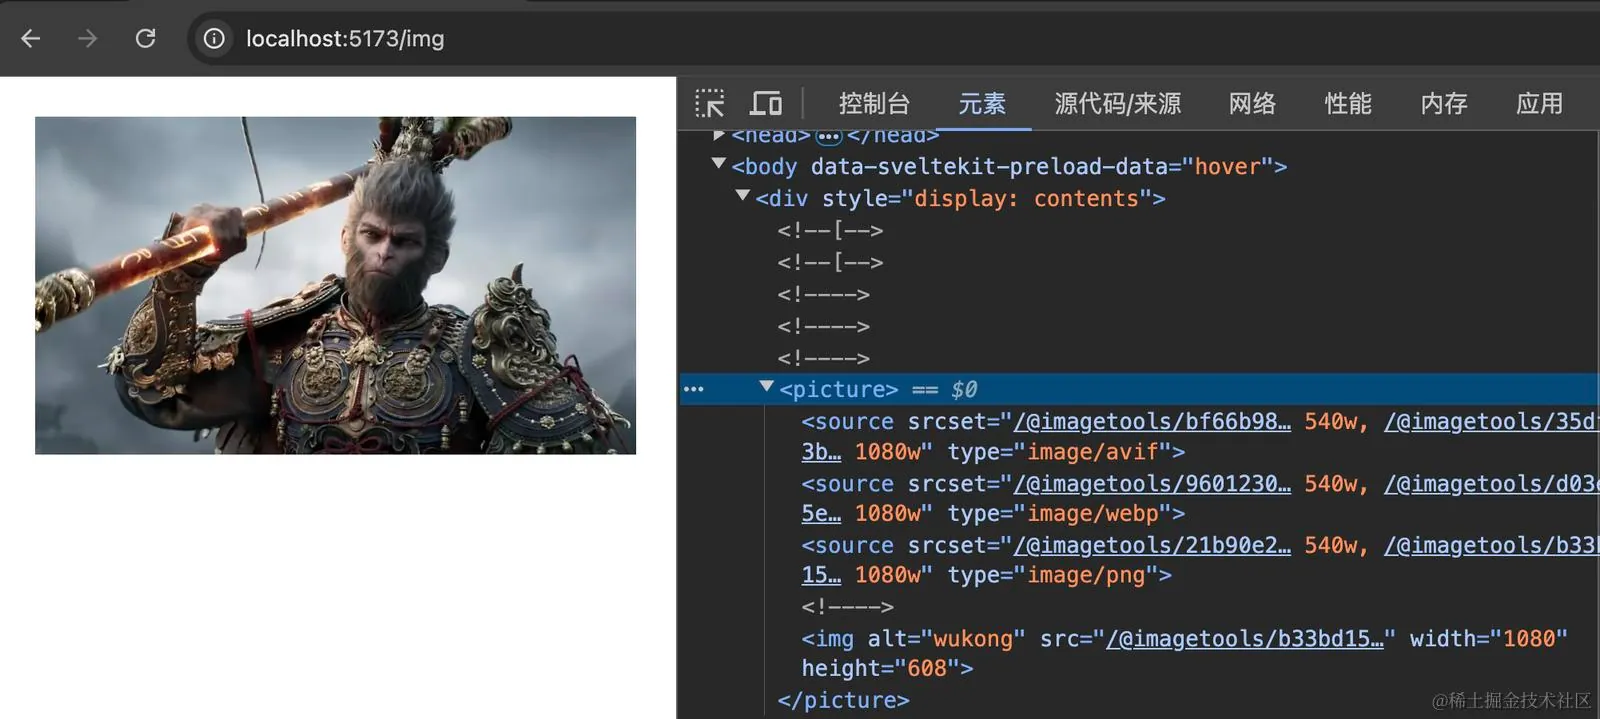 localhost:5173/img
控制台 元素 源代码/来源 网络 性能 内存 应用
<head> ••• </head>
<body data-sveltekit-preload-data="hover">
<div style="display: contents">
<!--[-->
<!--[-->
<!---->
<!---->
<!---->
••• <picture> == $0
<source srcset="/@imagetools/bf66b98… 540w, /@imagetools/35df
3b… 1080w" type="image/avif">
<source srcset="/@imagetools/9601230… 540w, /@imagetools/d03e
5e… 1080w" type="image/webp">
<source srcset="/@imagetools/21b90e2… 540w, /@imagetools/b33b
15… 1080w" type="image/png">
<!---->
<img alt="wukong" src="/@imagetools/b33bd15…" width="1080"
height="608">
</picture>
@稀土掘金技术社区